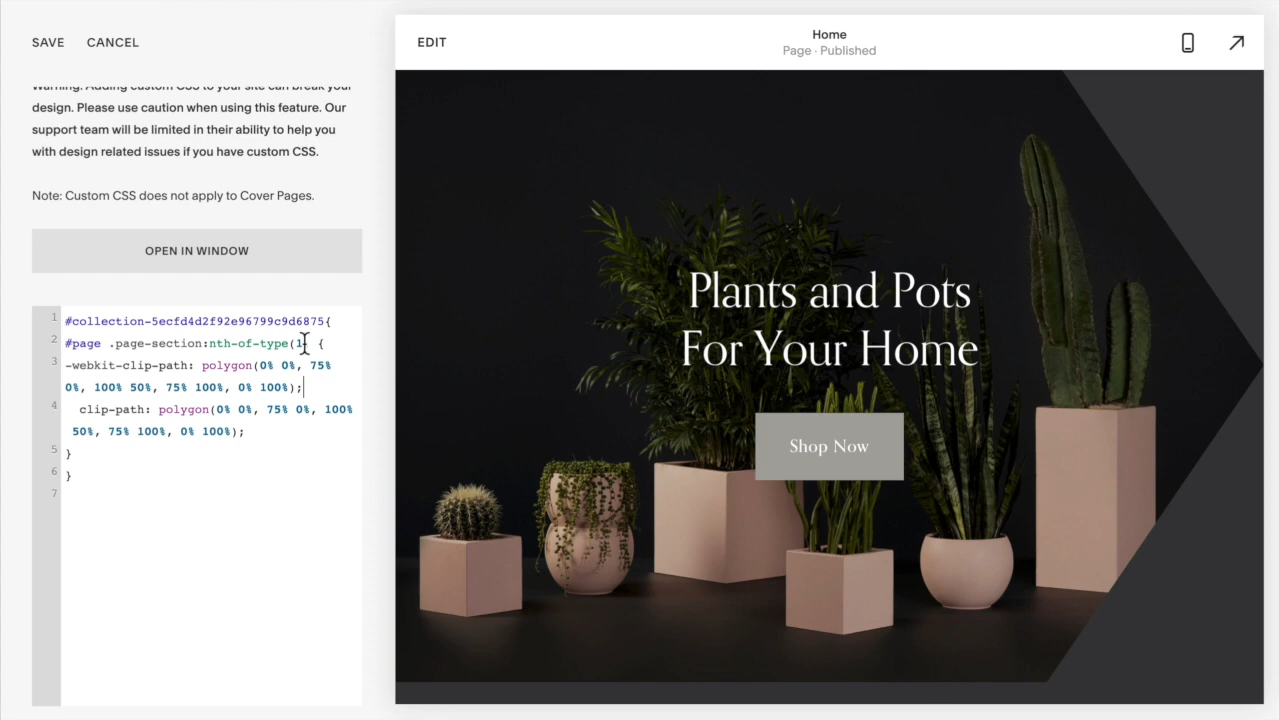 SAVE CANCEL
Warning: Adding custom CSS to your site can break your
design. Please use caution when using this feature. Our
support team will be limited in their ability to help you
with design related issues if you have custom CSS.
Note: Custom CSS does not apply to Cover Pages.
OPEN IN WINDOW
1 #collection-5ecfd4d2f92e96799c9d6875{
2 #page .page-section:nth-of-type(1) {
3 -webkit-clip-path: polygon(0% 0%, 75%
0%, 100% 50%, 75% 100%, 0% 100%);
4 clip-path: polygon(0% 0%, 75% 0%, 100%
50%, 75% 100%, 0% 100%);
5 }
6 }
7
EDIT
Home
Page · Published
Plants and Pots
For Your Home
Shop Now